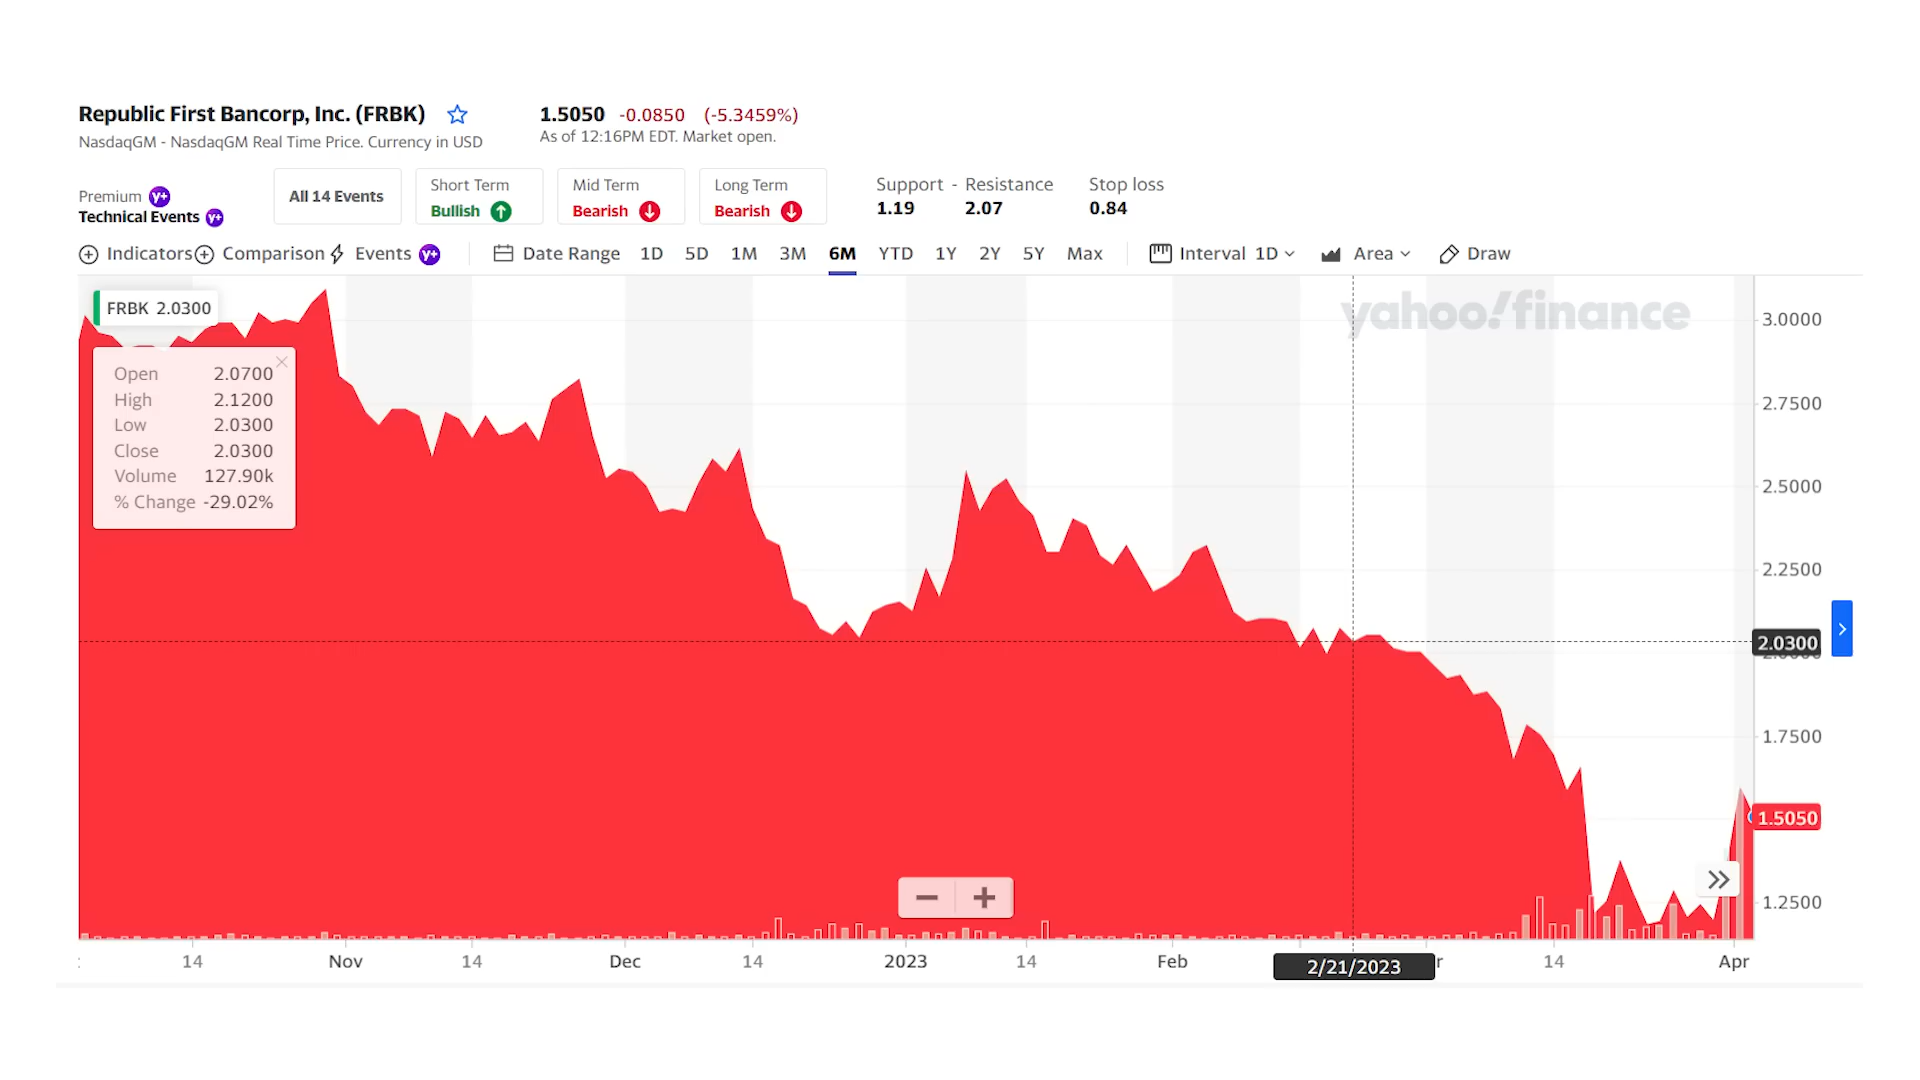 Republic First Bancorp, Inc. (FRBK)
1.5050 -0.0850 (-5.3459%)
NasdaqGM - NasdaqGM Real Time Price. Currency in USD
As of 12:16PM EDT. Market open.
Premium y+
Technical Events y+
All 14 Events
Short Term
Bullish
Mid Term
Bearish
Long Term
Bearish
Support - Resistance
1.19 2.07
Stop loss
0.84
Indicators Comparison Events y+ Date Range 1D 5D 1M 3M 6M YTD 1Y 2Y 5Y Max Interval 1D Area Draw
FRBK 2.0300
yahoo!finance
Open 2.0700
High 2.1200
Low 2.0300
Close 2.0300
Volume 127.90k
% Change -29.02%
3.0000
2.7500
2.5000
2.2500
2.0300
1.7500
1.5050
1.2500
14 Nov 14 Dec 14 2023 14 Feb 2/21/2023 14 Apr